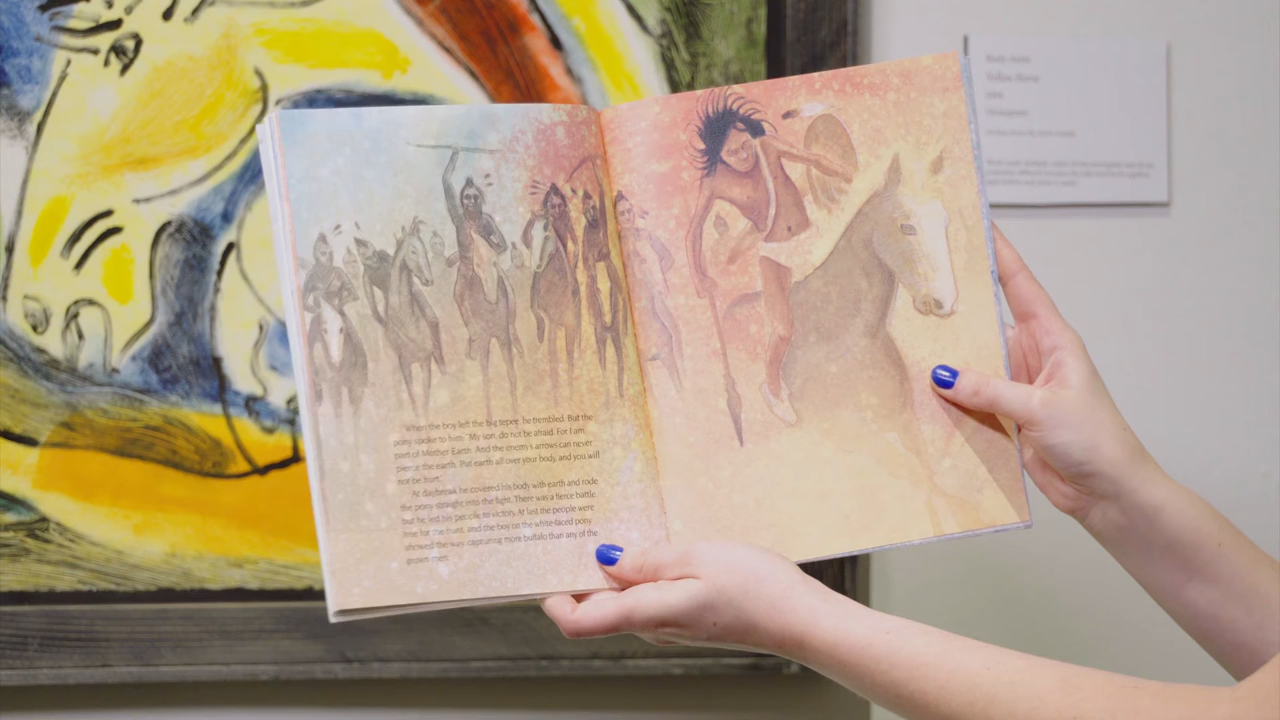 When the boy left the big tepee, he trembled. But the
pony spoke to him: "My son, do not be afraid. For I am
part of Mother Earth. And the enemy's arrows can never
pierce the earth. Put earth all over your body, and you will
not be hurt."
At daybreak he covered his body with earth and rode
the pony straight into the fight. There was a fierce battle,
but he led his people to victory. At last the people were
free for the hunt, and the boy on the white-faced pony
showed the way, capturing more buffalo than any of the
grown men.